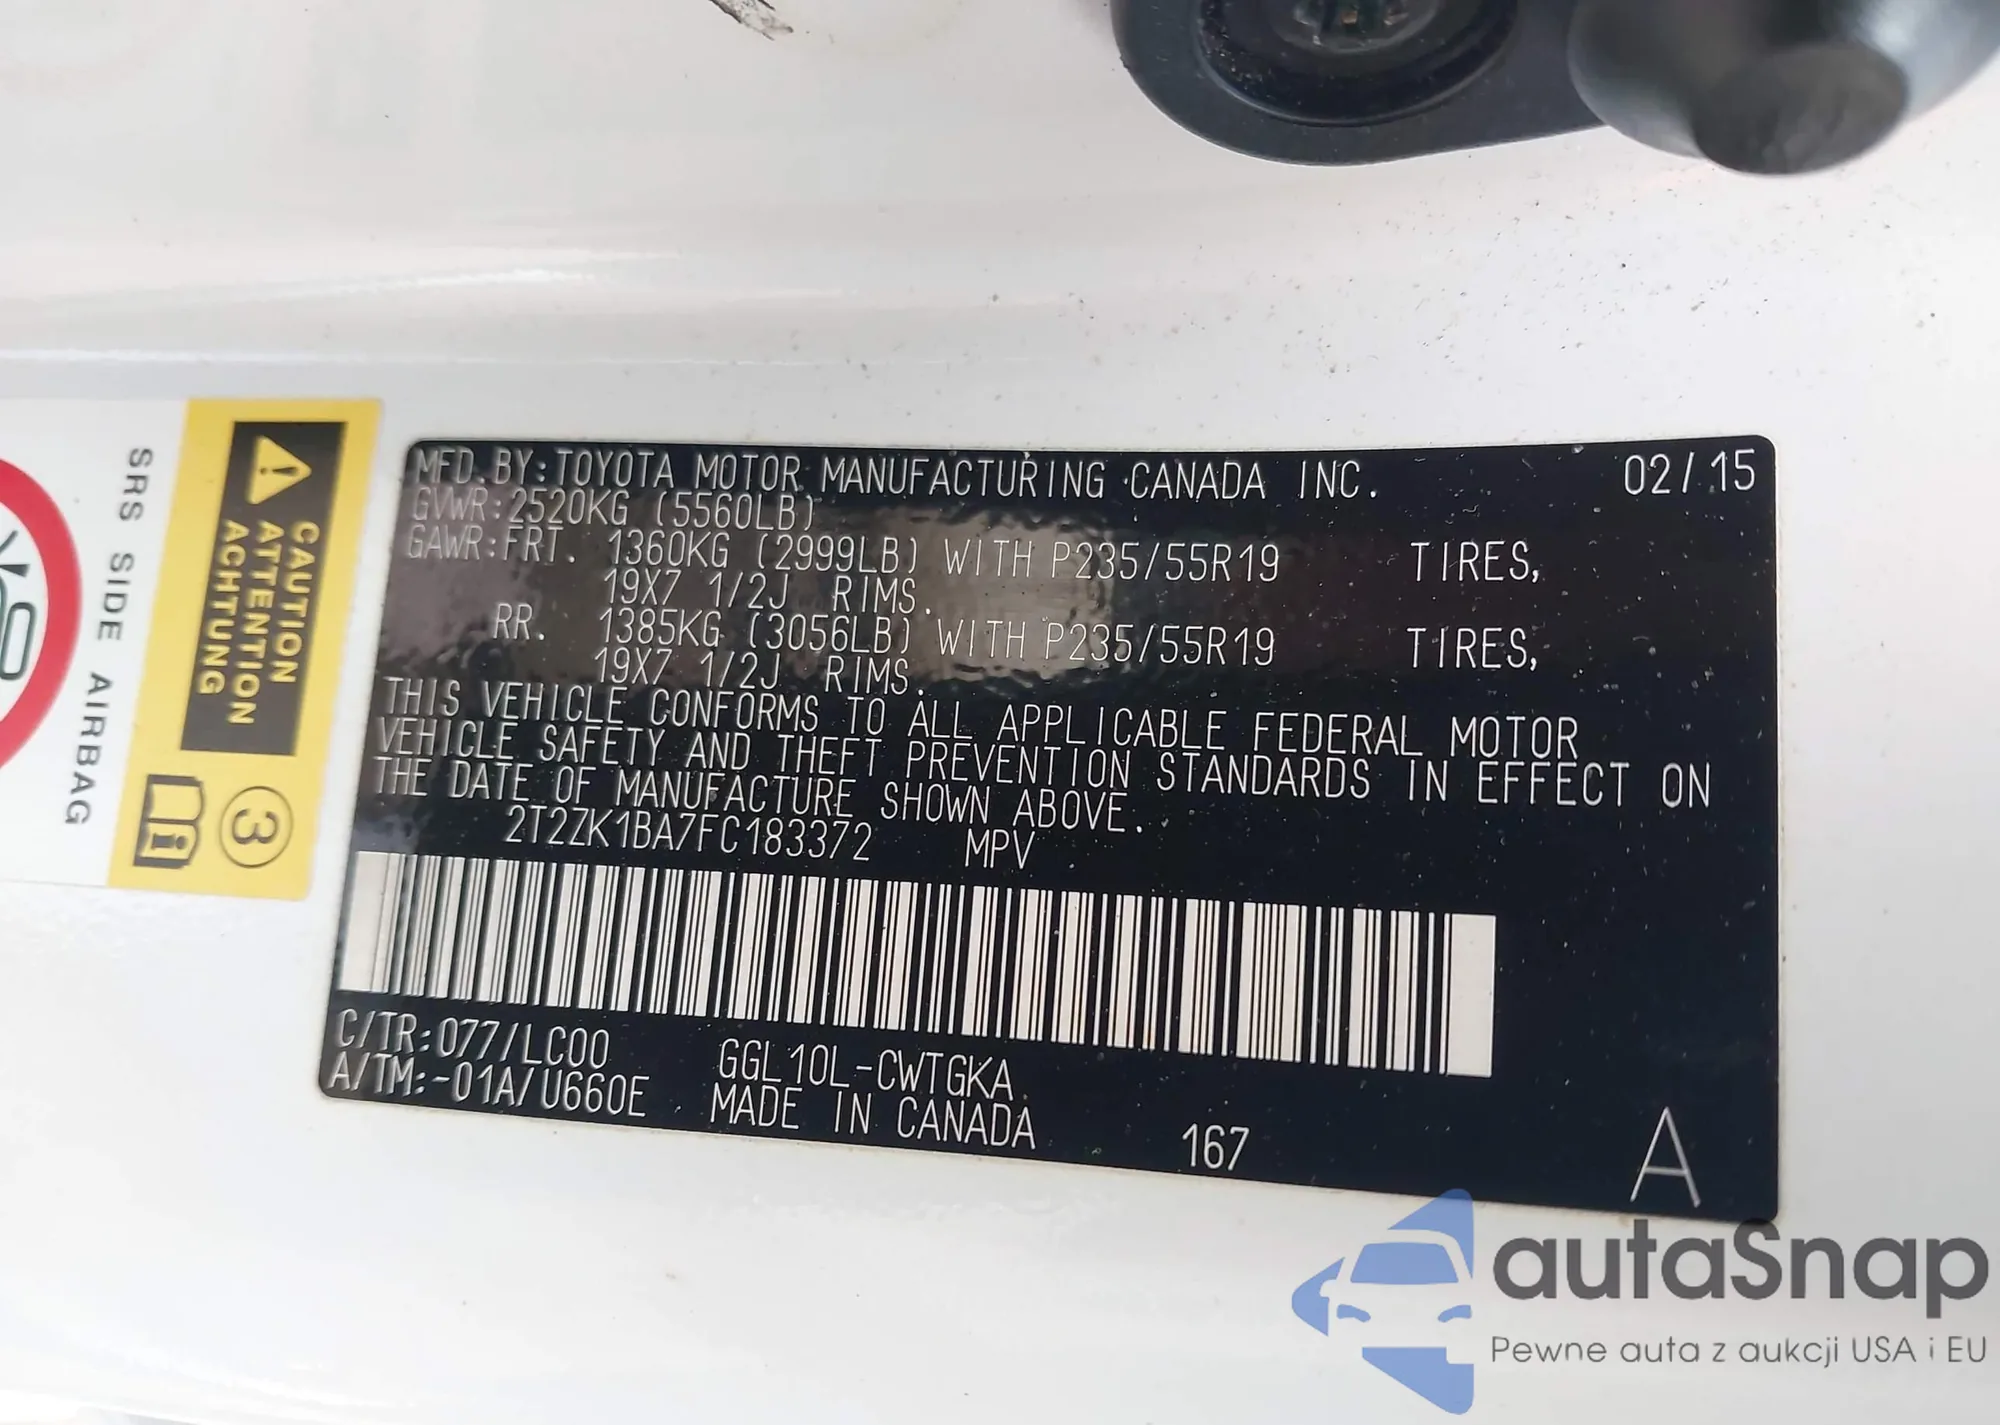 MFD. BY: TOYOTA MOTOR MANUFACTURING CANADA INC. 02/15
GVWR: 2520KG (5560LB)
GAWR: FRT. 1360KG (2999LB) WITH P235/55R19 TIRES,
19X7 1/2J RIMS.
RR. 1385KG (3056LB) WITH P235/55R19 TIRES,
19X7 1/2J RIMS.
THIS VEHICLE CONFORMS TO ALL APPLICABLE FEDERAL MOTOR
VEHICLE SAFETY AND THEFT PREVENTION STANDARDS IN EFFECT ON
THE DATE OF MANUFACTURE SHOWN ABOVE.
2T2ZK1BA7FC183372 MPV
C/TR: 077/LC00 GGL10L-CWTGKA
A/TM: -01A/U660E MADE IN CANADA 167 A
CAUTION
ATTENTION
ACHTUNG
3
SRS SIDE AIRBAG
autoSnap
Pewne auta z aukcji USA i EU